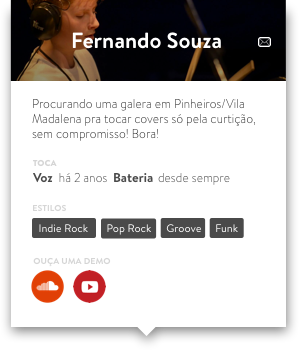 Fernando Souza
Procurando uma galera em Pinheiros/Vila
Madalena pra tocar covers só pela curtição,
sem compromisso! Bora!
TOCA
Voz há 2 anos Bateria desde sempre
ESTILOS
Indie Rock Pop Rock Groove Funk
OUÇA UMA DEMO